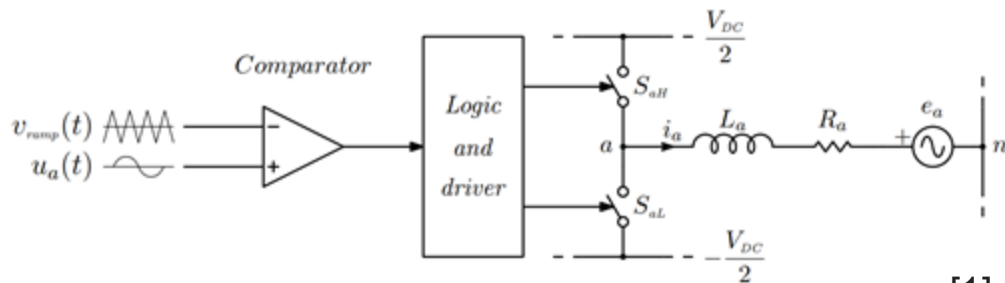 V_DC
2
Comparator
S_aH
Logic
and
driver
v_ramp(t)
u_a(t)
−
+
a
i_a
L_a
R_a
+
e_a
n
S_aL
− V_DC
2
[1]